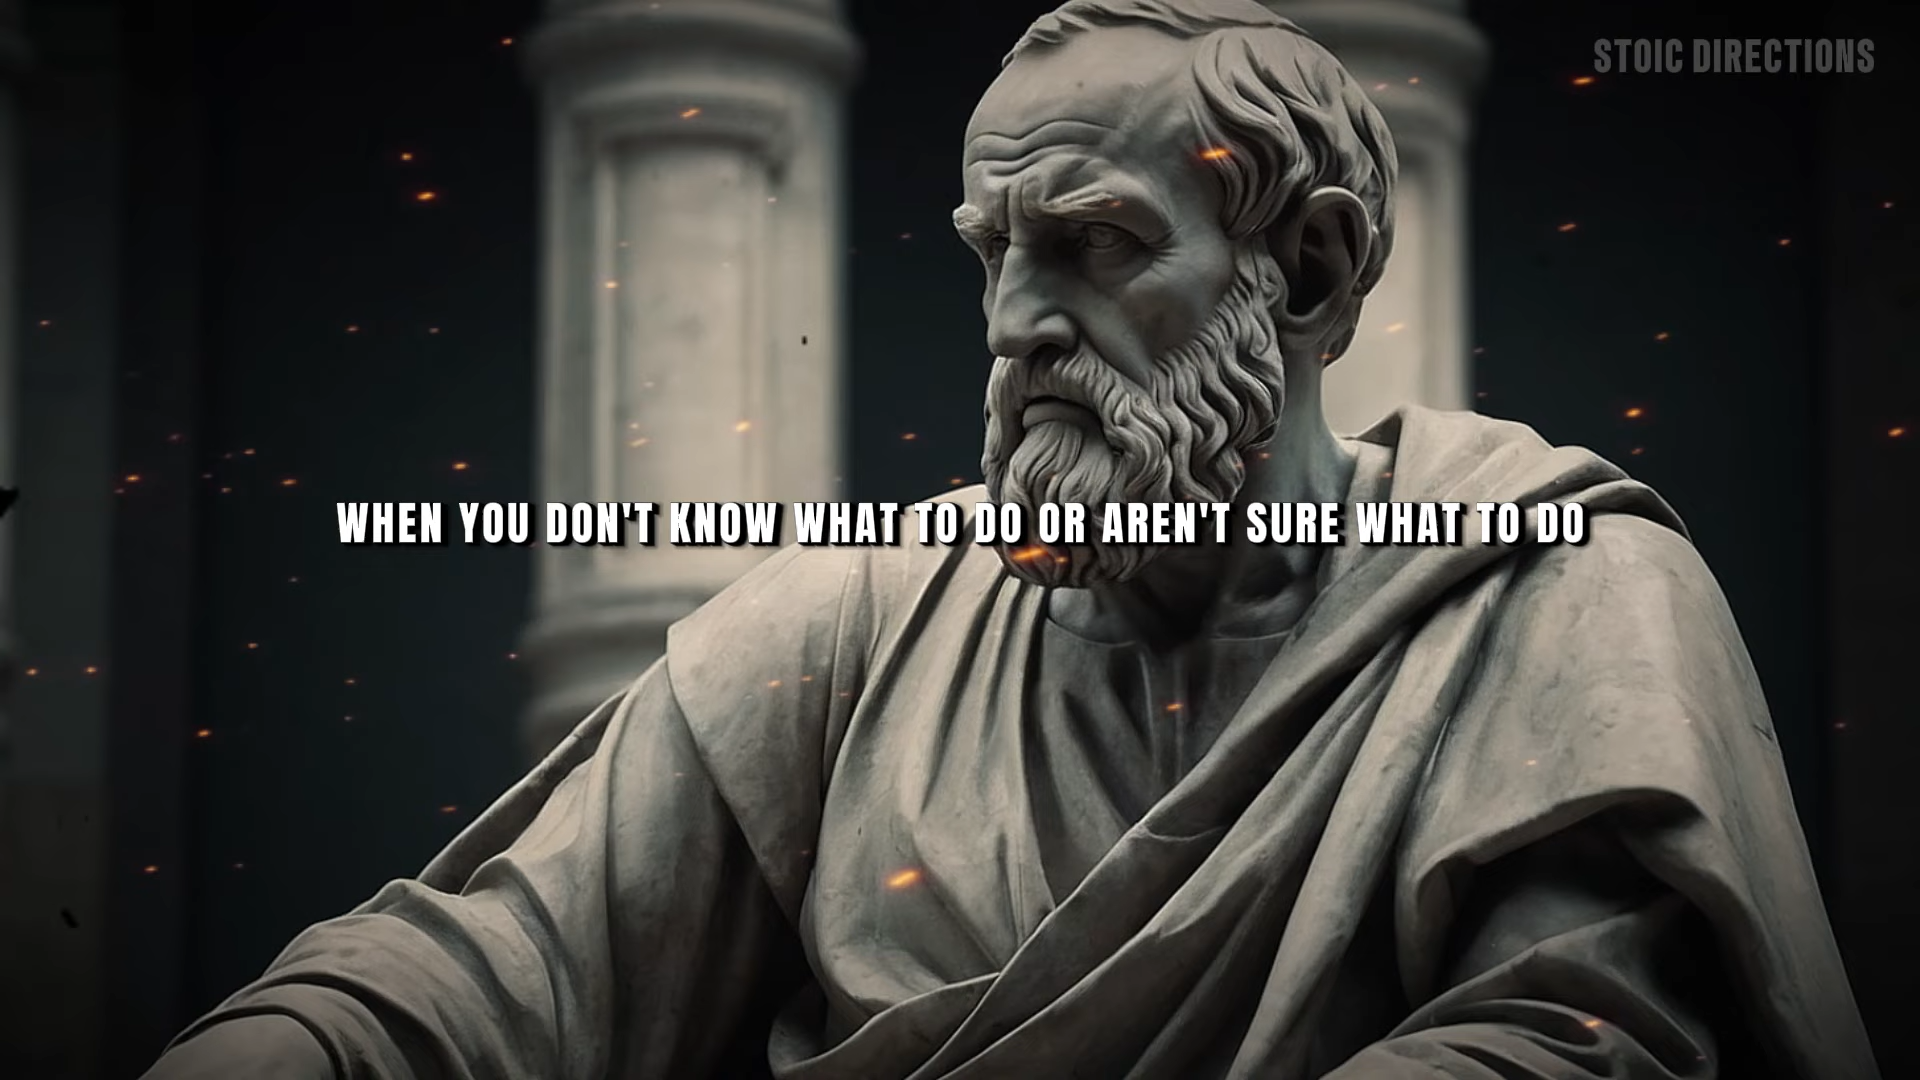 STOIC DIRECTIONS
WHEN YOU DON'T KNOW WHAT TO DO OR AREN'T SURE WHAT TO DO